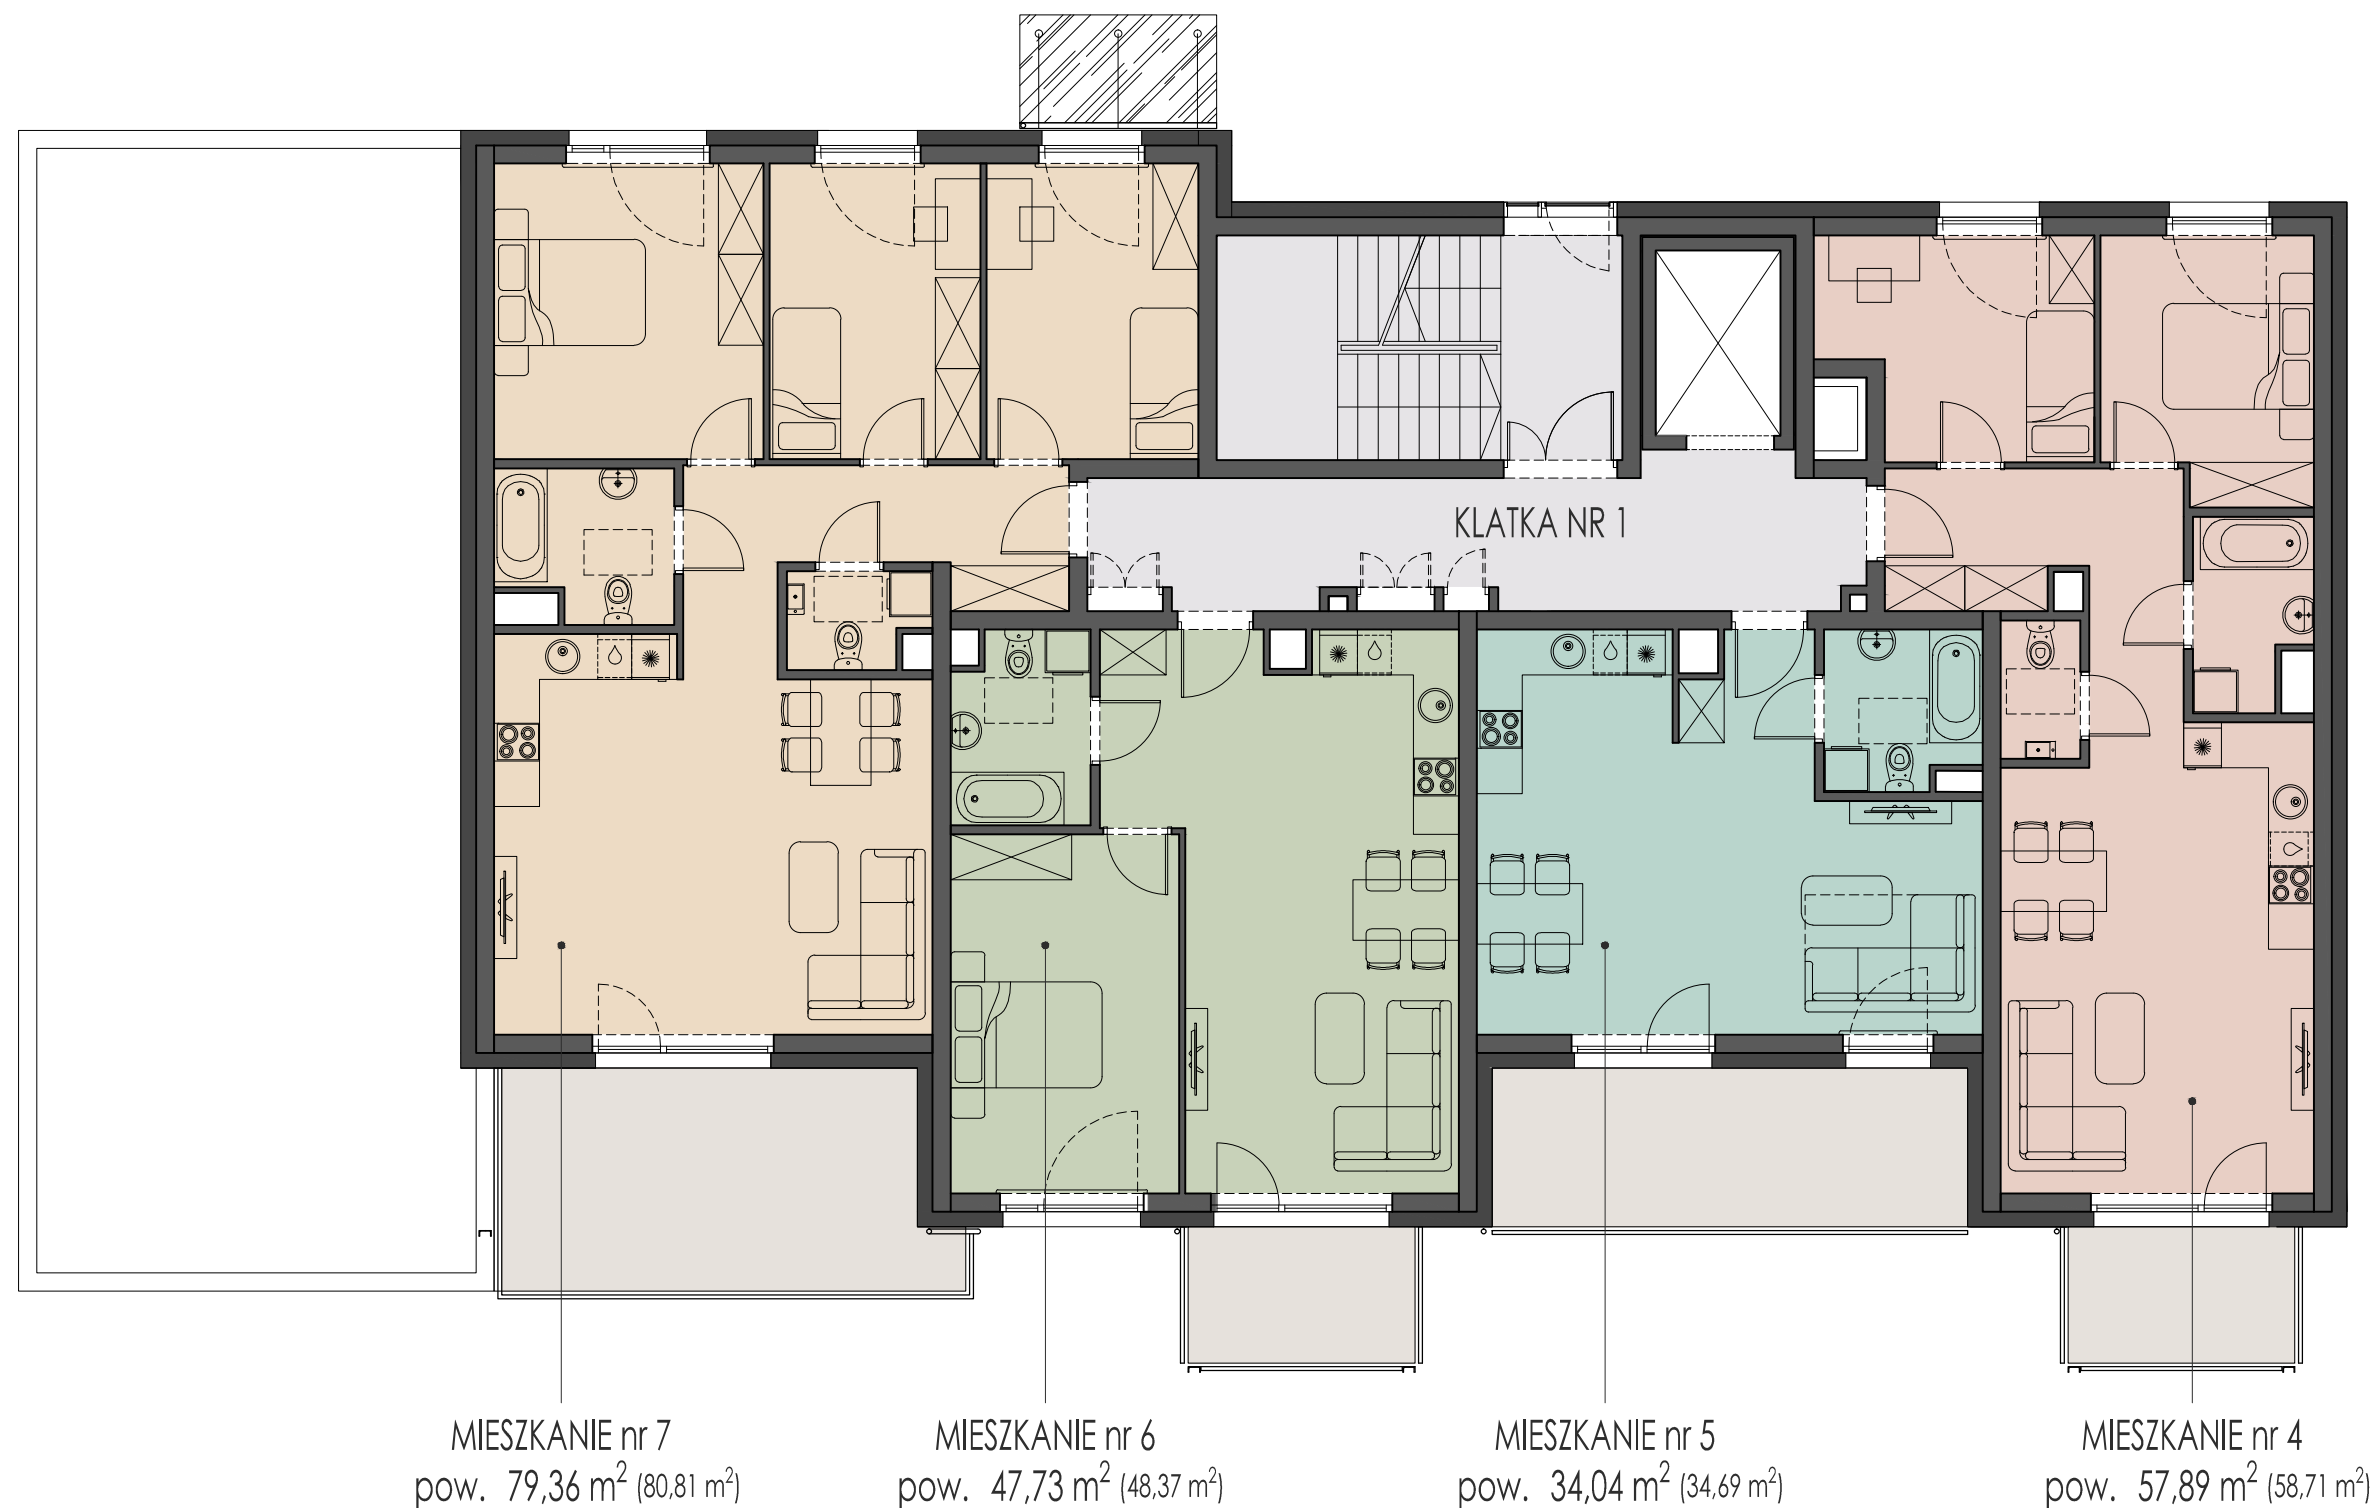 KLATKA NR 1
MIESZKANIE nr 7
pow. 79,36 m² (80,81 m²)
MIESZKANIE nr 6
pow. 47,73 m² (48,37 m²)
MIESZKANIE nr 5
pow. 34,04 m² (34,69 m²)
MIESZKANIE nr 4
pow. 57,89 m² (58,71 m²)